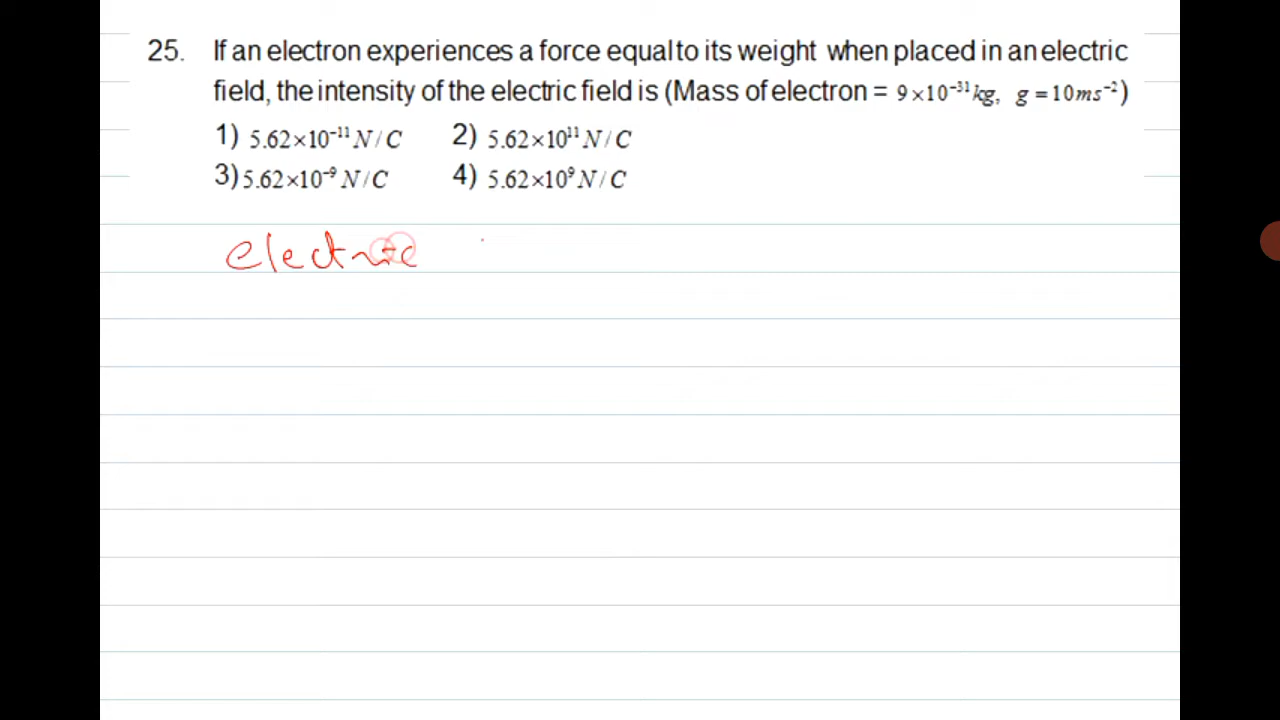 25. If an electron experiences a force equal to its weight when placed in an electric
field, the intensity of the electric field is (Mass of electron = 9×10⁻³¹kg, g=10ms⁻²)
1) 5.62×10⁻¹¹N/C 2) 5.62×10¹¹N/C
3)5.62×10⁻⁹N/C 4) 5.62×10⁹N/C
electric